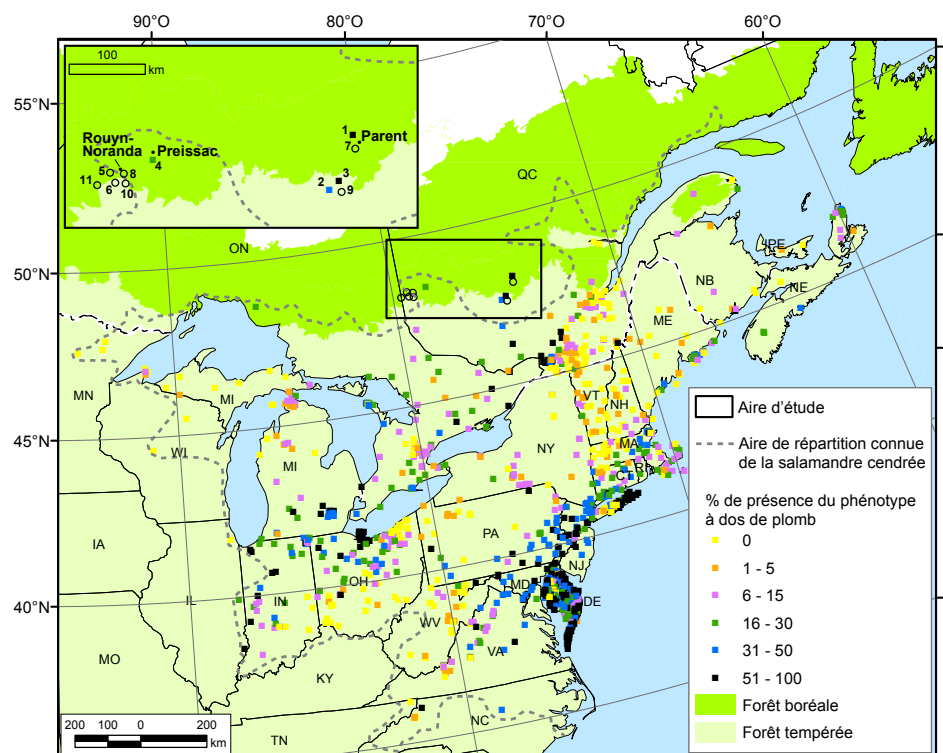 90°O
80°O
70°O
60°O
55°N
50°N
45°N
40°N
100
km
Rouyn-
Noranda
Preissac
Parent
1
7
3
2
9
4
5
8
11
6
10
QC
ON
IPE
NB
NE
ME
MN
MI
VT
NH
WI
MI
NY
MA
RI
IA
PA
NJ
OH
MD
DE
IL
IN
WV
VA
MO
KY
NC
TN
Aire d'étude
Aire de répartition connue
de la salamandre cendrée
% de présence du phénotype
à dos de plomb
0
1 - 5
6 - 15
16 - 30
31 - 50
51 - 100
Forêt boréale
Forêt tempérée
200 100 0 200
km